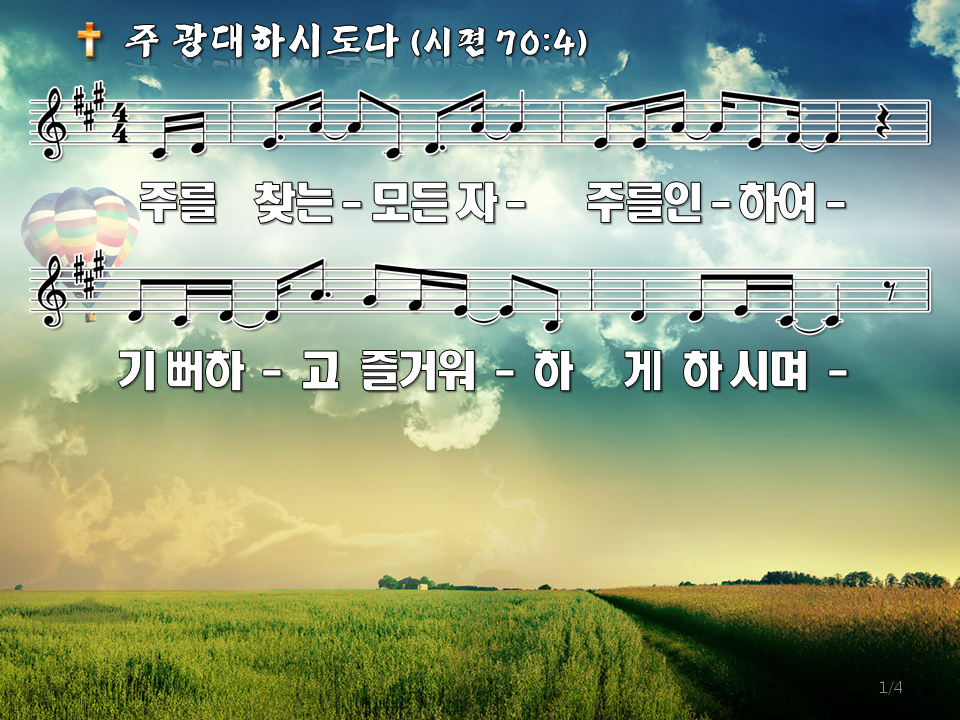 주 광대하시도다 (시편 70:4)
주를 찾는 - 모든 자 - 주를인 - 하여 -
기 뻐하 - 고 즐거워 - 하 게 하 시며 -
1/4